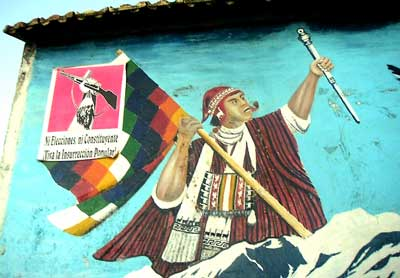 Ni Elecciones, ni Constituyente
¡Viva la Insurrección Popular!